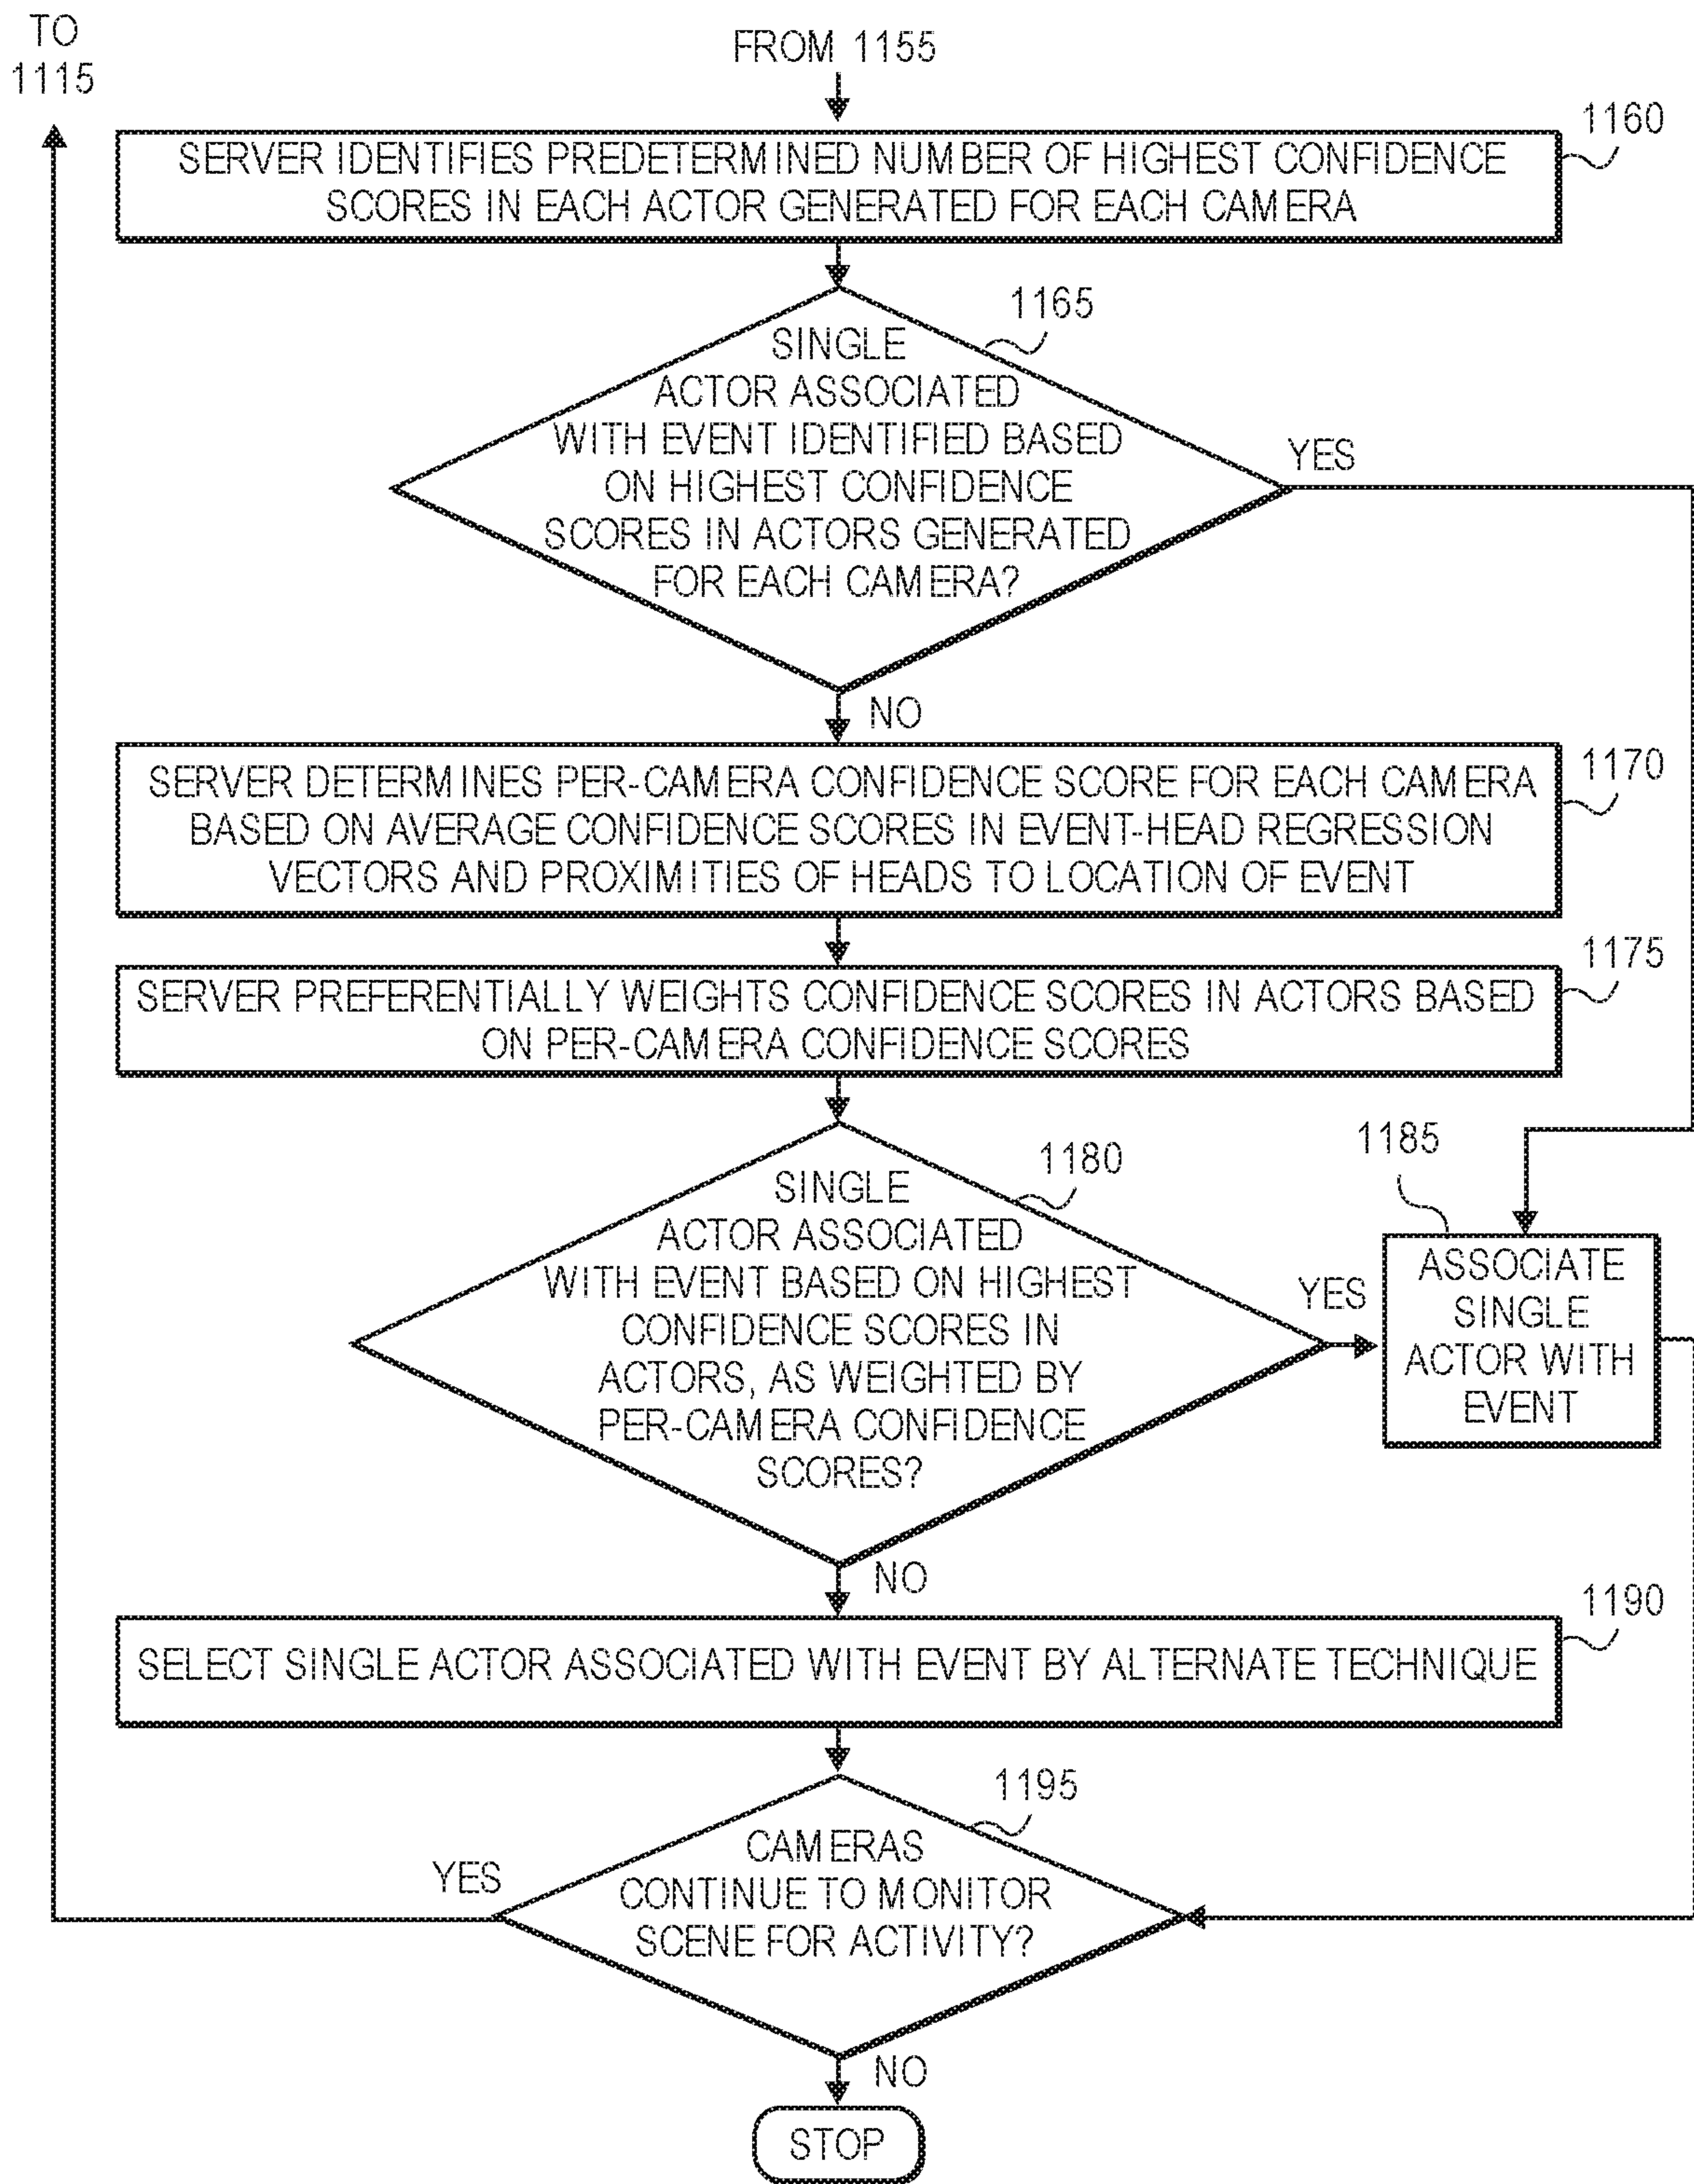 TO
1115
FROM 1155
1160
SERVER IDENTIFIES PREDETERMINED NUMBER OF HIGHEST CONFIDENCE
SCORES IN EACH ACTOR GENERATED FOR EACH CAMERA
1165
SINGLE
ACTOR ASSOCIATED
WITH EVENT IDENTIFIED BASED
ON HIGHEST CONFIDENCE
SCORES IN ACTORS GENERATED
FOR EACH CAMERA?
YES
NO
1170
SERVER DETERMINES PER-CAMERA CONFIDENCE SCORE FOR EACH CAMERA
BASED ON AVERAGE CONFIDENCE SCORES IN EVENT-HEAD REGRESSION
VECTORS AND PROXIMITIES OF HEADS TO LOCATION OF EVENT
1175
SERVER PREFERENTIALLY WEIGHTS CONFIDENCE SCORES IN ACTORS BASED
ON PER-CAMERA CONFIDENCE SCORES
1180
SINGLE
ACTOR ASSOCIATED
WITH EVENT BASED ON HIGHEST
CONFIDENCE SCORES IN
ACTORS, AS WEIGHTED BY
PER-CAMERA CONFIDENCE
SCORES?
YES
1185
ASSOCIATE
SINGLE
ACTOR WITH
EVENT
NO
1190
SELECT SINGLE ACTOR ASSOCIATED WITH EVENT BY ALTERNATE TECHNIQUE
1195
CAMERAS
CONTINUE TO MONITOR
SCENE FOR ACTIVITY?
YES
NO
STOP